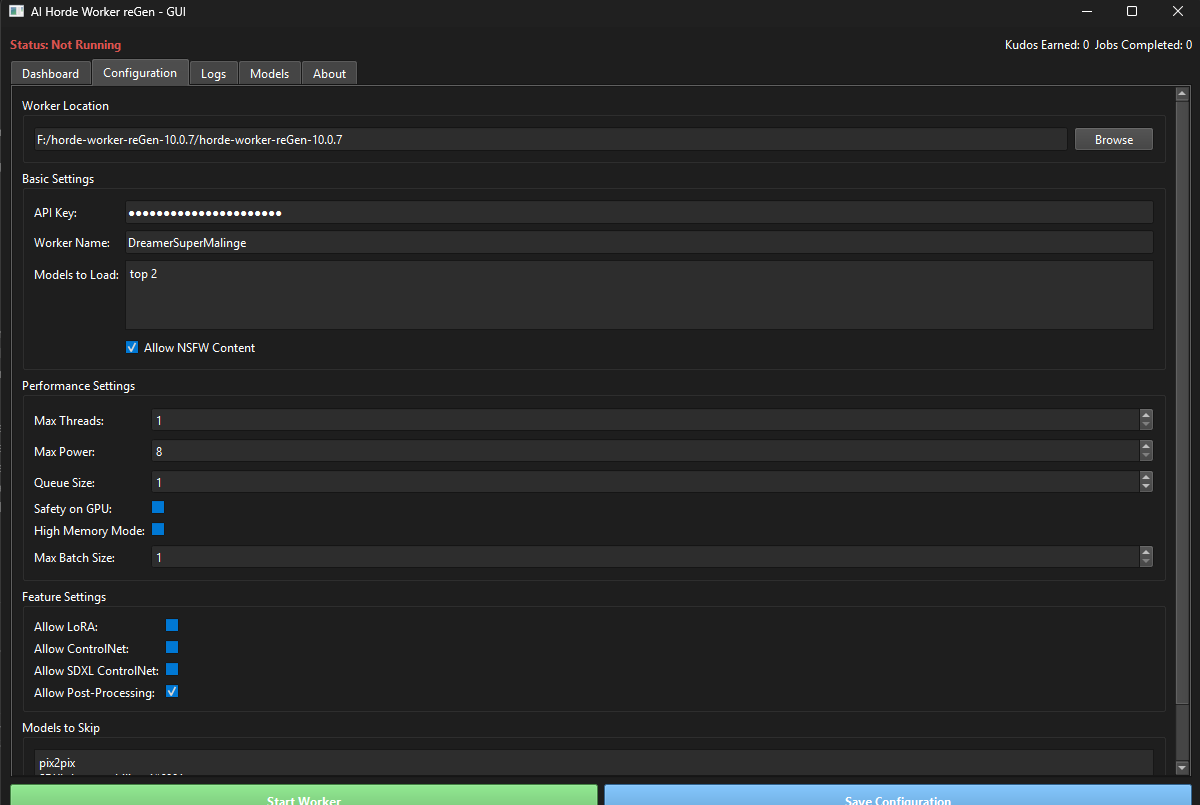 AI Horde Worker reGen - GUI
Status: Not Running
Kudos Earned: 0 Jobs Completed: 0
Dashboard Configuration Logs Models About
Worker Location
F:/horde-worker-reGen-10.0.7/horde-worker-reGen-10.0.7 Browse
Basic Settings
API Key: ●●●●●●●●●●●●●●●●●●●●●●
Worker Name: DreamerSuperMalinge
Models to Load: top 2
Allow NSFW Content
Performance Settings
Max Threads: 1
Max Power: 8
Queue Size: 1
Safety on GPU:
High Memory Mode:
Max Batch Size: 1
Feature Settings
Allow LoRA:
Allow ControlNet:
Allow SDXL ControlNet:
Allow Post-Processing:
Models to Skip
pix2pix
Start Worker Save Configuration